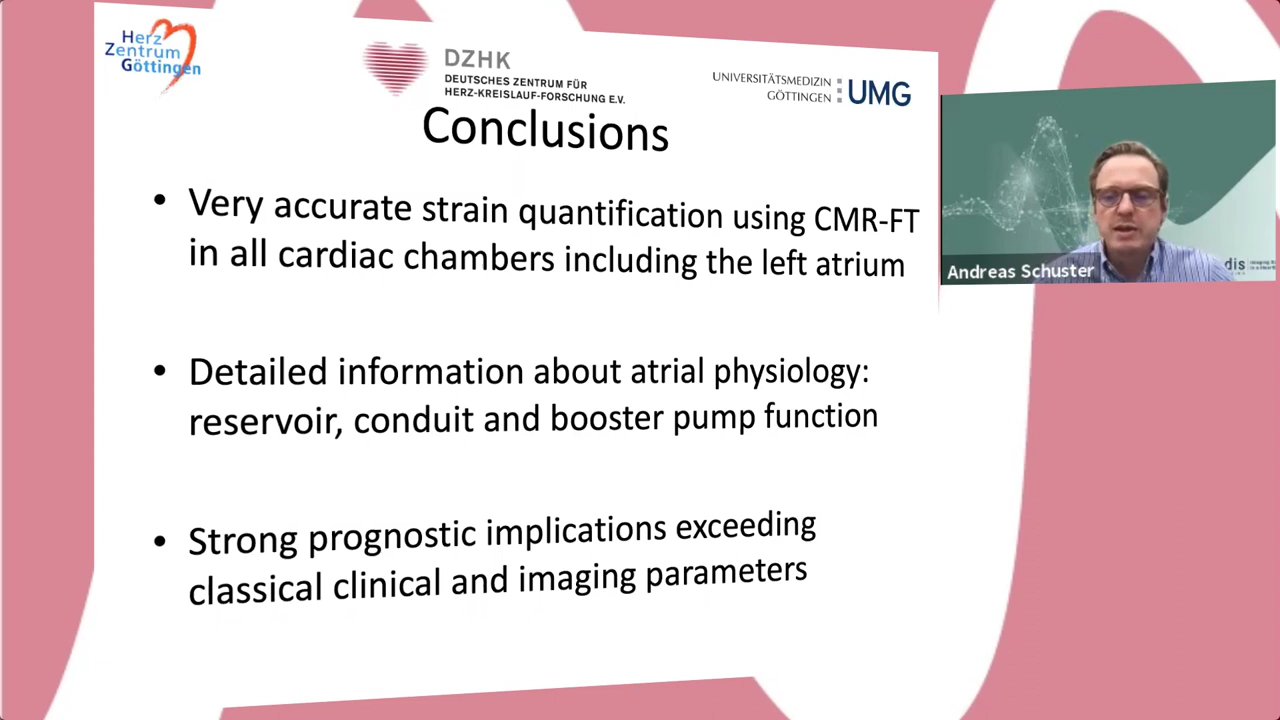 Herz
Zentrum
Göttingen
DZHK
DEUTSCHES ZENTRUM FÜR
HERZ-KREISLAUF-FORSCHUNG E.V.
UNIVERSITÄTSMEDIZIN
GÖTTINGEN
UMG
Conclusions
• Very accurate strain quantification using CMR-FT
in all cardiac chambers including the left atrium
• Detailed information about atrial physiology:
reservoir, conduit and booster pump function
• Strong prognostic implications exceeding
classical clinical and imaging parameters
Andreas Schuster
dis